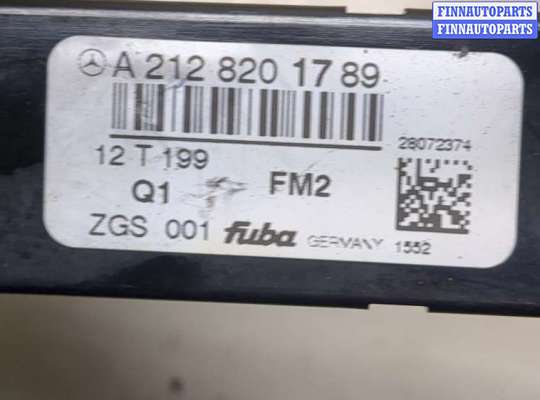 FINNAUTOPARTS
FINNAUTOPARTS
A 212 820 17 89
28072374
12 T 199
Q1 FM2
ZGS 001 fuba GERMANY 1552